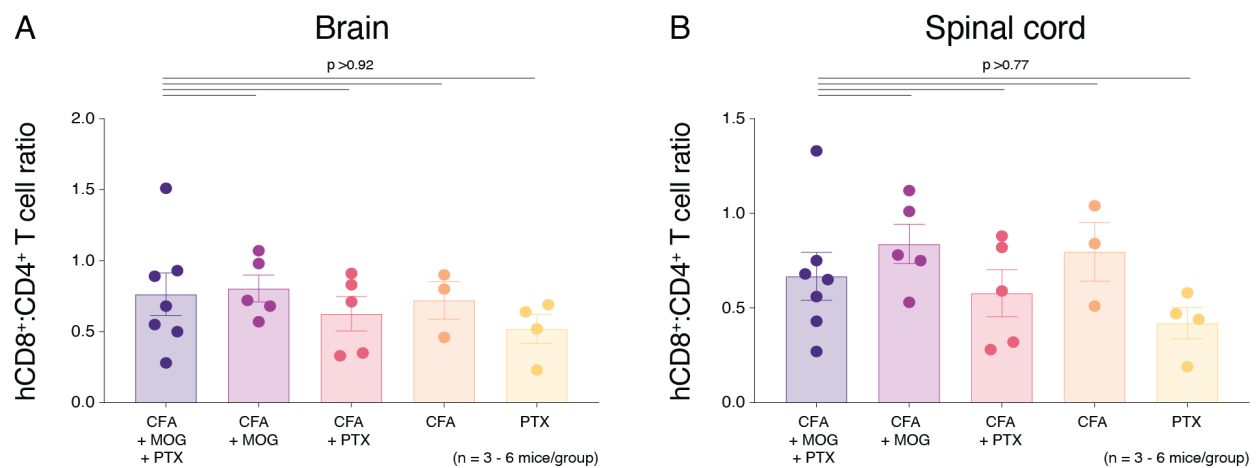 A
Brain
p >0.92
hCD8⁺:CD4⁺ T cell ratio
2.0
1.5
1.0
0.5
0.0
CFA
+ MOG
+ PTX
CFA
+ MOG
CFA
+ PTX
CFA
PTX
(n = 3 - 6 mice/group)
B
Spinal cord
p >0.77
hCD8⁺:CD4⁺ T cell ratio
1.5
1.0
0.5
0.0
CFA
+ MOG
+ PTX
CFA
+ MOG
CFA
+ PTX
CFA
PTX
(n = 3 - 6 mice/group)